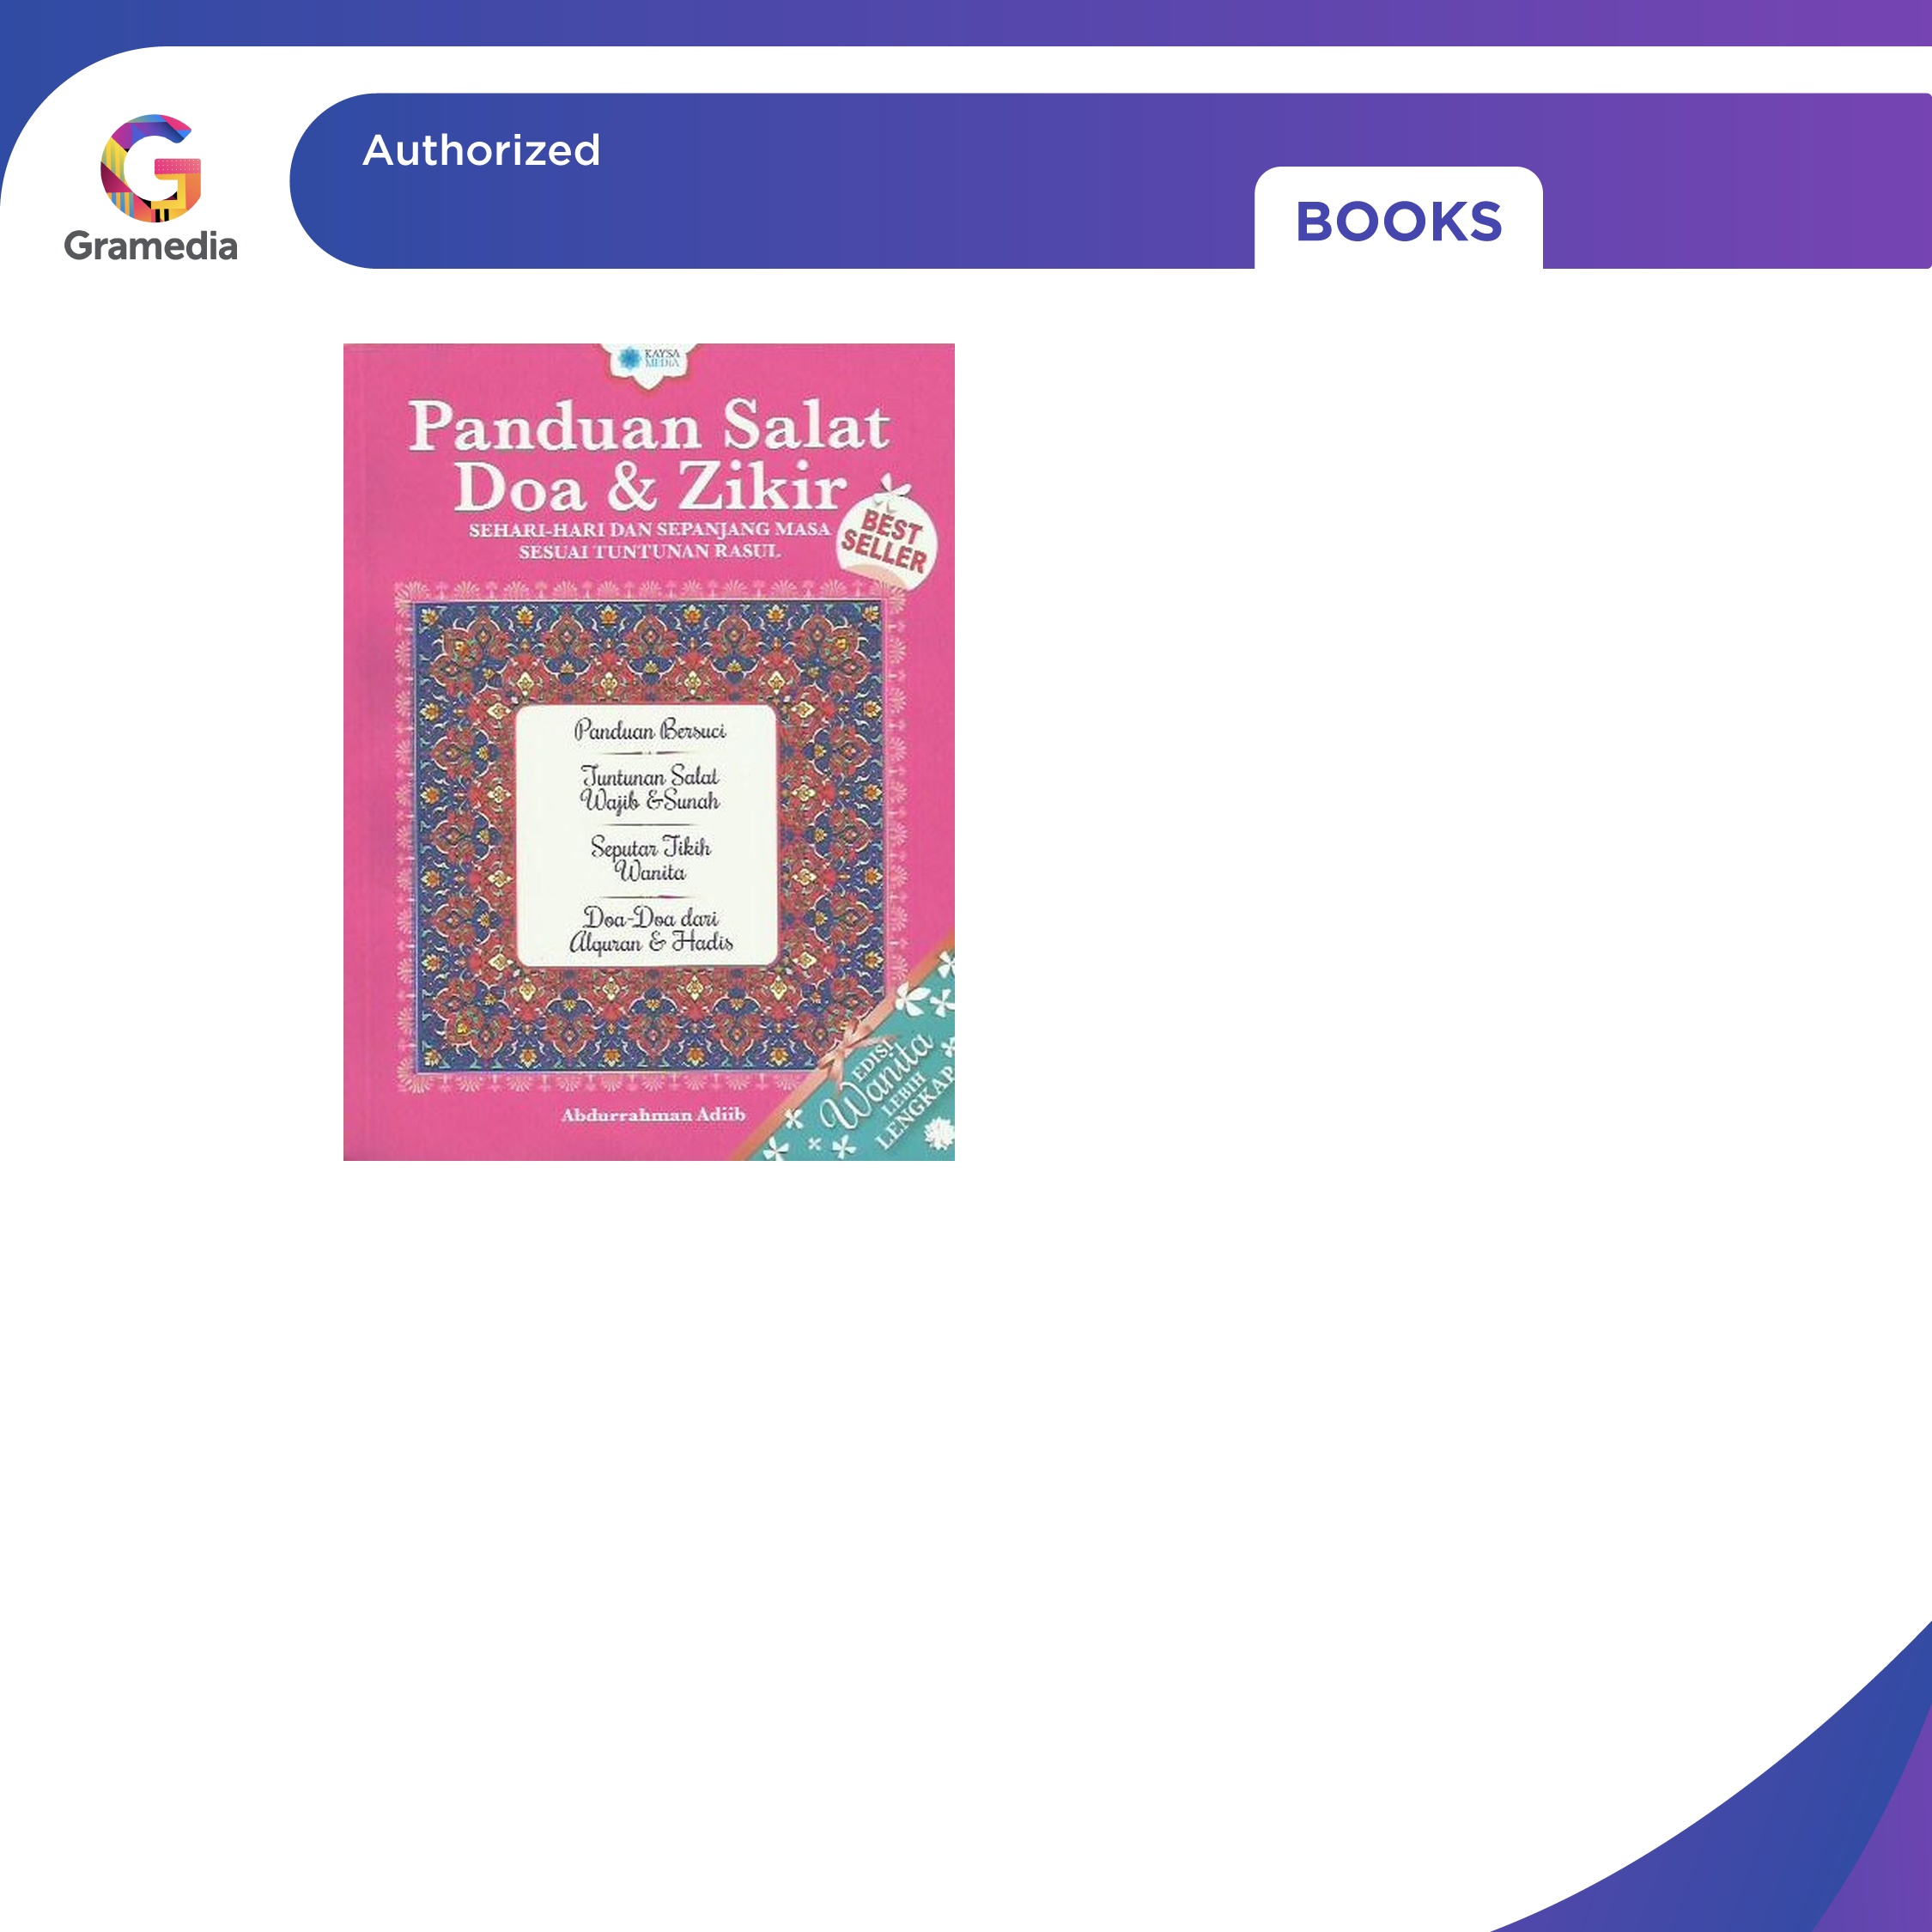 Authorized
BOOKS
Gramedia
KAYSA
MEDIA
Panduan Salat
Doa & Zikir
SEHARI-HARI DAN SEPANJANG MASA
SESUAI TUNTUNAN RASUL
BEST
SELLER
Panduan Bersuci
Tuntunan Salat
Wajib & Sunah
Seputar Fikih
Wanita
Doa-Doa dari
Alquran & Hadis
EDISI
Wanita
LEBIH
LENGKAP
Abdurrahman Adiib